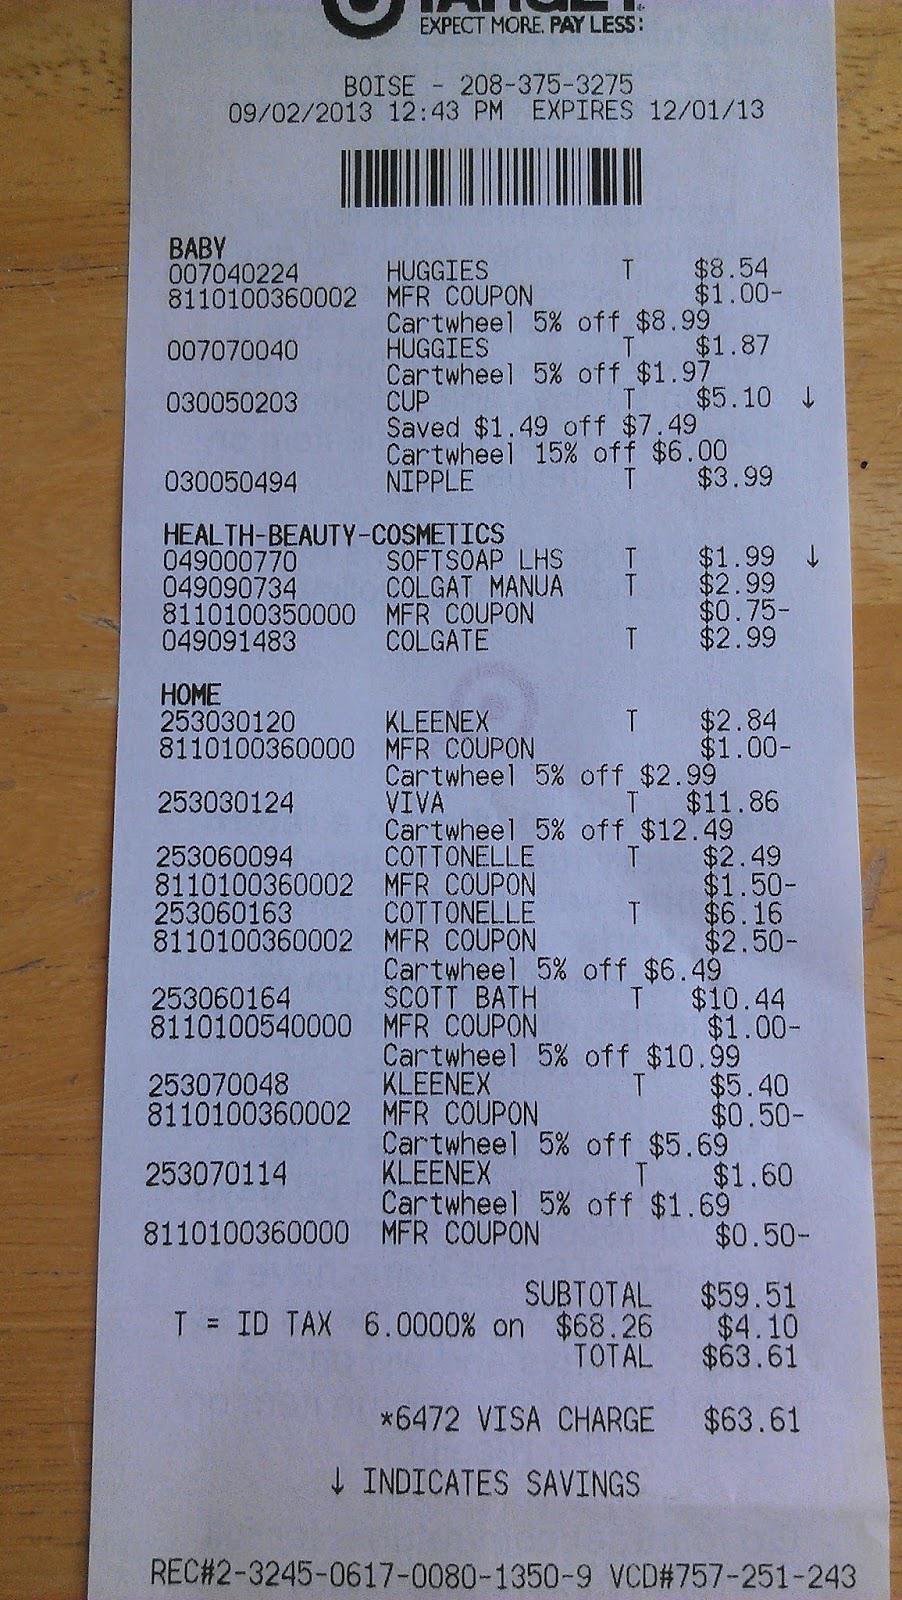 TARGET
EXPECT MORE. PAY LESS.
BOISE - 208-375-3275
09/02/2013 12:43 PM EXPIRES 12/01/13
BABY
007040224 HUGGIES T $8.54
8110100360002 MFR COUPON $1.00-
Cartwheel 5% off $8.99
007070040 HUGGIES T $1.87
Cartwheel 5% off $1.97
030050203 CUP T $5.10 ↓
Saved $1.49 off $7.49
Cartwheel 15% off $6.00
030050494 NIPPLE T $3.99
HEALTH-BEAUTY-COSMETICS
049000770 SOFTSOAP LHS T $1.99 ↓
049090734 COLGAT MANUA T $2.99
8110100350000 MFR COUPON $0.75-
049091483 COLGATE T $2.99
HOME
253030120 KLEENEX T $2.84
8110100360000 MFR COUPON $1.00-
Cartwheel 5% off $2.99
253030124 VIVA T $11.86
Cartwheel 5% off $12.49
253060094 COTTONELLE T $2.49
8110100360002 MFR COUPON $1.50-
253060163 COTTONELLE T $6.16
8110100360002 MFR COUPON $2.50-
Cartwheel 5% off $6.49
253060164 SCOTT BATH T $10.44
8110100540000 MFR COUPON $1.00-
Cartwheel 5% off $10.99
253070048 KLEENEX T $5.40
8110100360002 MFR COUPON $0.50-
Cartwheel 5% off $5.69
253070114 KLEENEX T $1.60
Cartwheel 5% off $1.69
8110100360000 MFR COUPON $0.50-
SUBTOTAL $59.51
T = ID TAX 6.0000% on $68.26 $4.10
TOTAL $63.61
*6472 VISA CHARGE $63.61
↓ INDICATES SAVINGS
REC#2-3245-0617-0080-1350-9 VCD#757-251-243